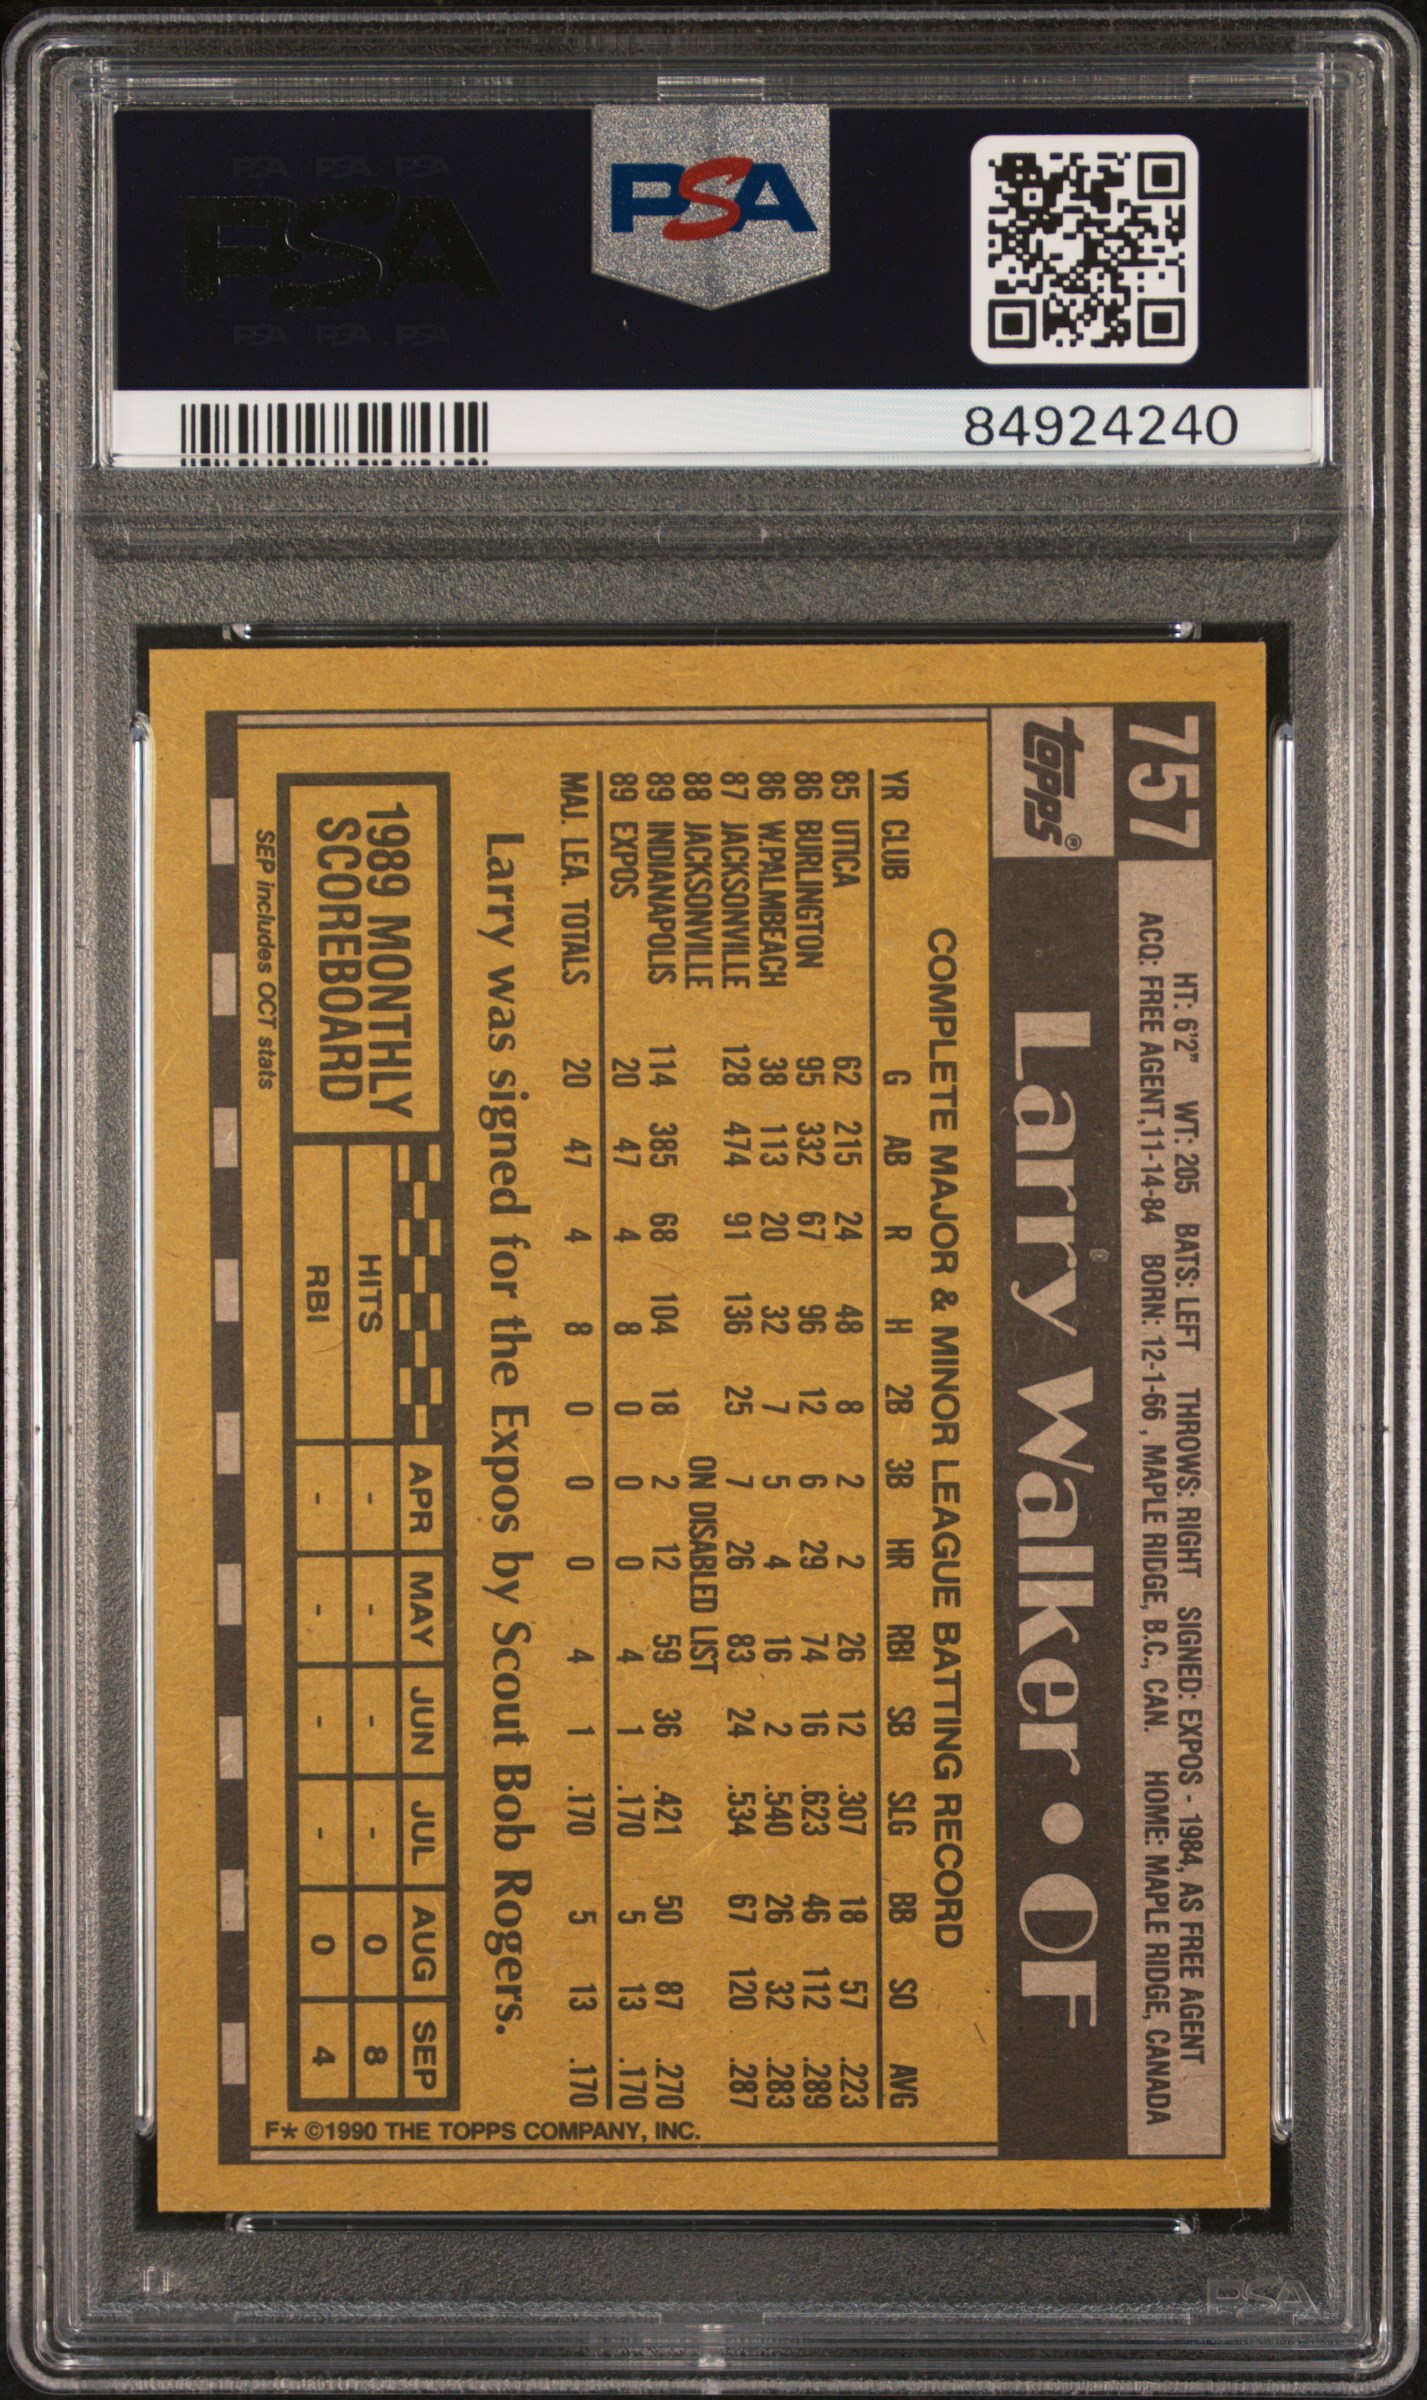 PSA PSA PSA
PSA
PSA PSA PSA
PSA
84924240
757
HT: 6'2" WT: 205 BATS: LEFT THROWS: RIGHT SIGNED: EXPOS - 1984, AS FREE AGENT
ACQ: FREE AGENT, 11-14-84 BORN: 12-1-66, MAPLE RIDGE, B.C., CAN. HOME: MAPLE RIDGE, CANADA
topps®
Larry Walker • OF
COMPLETE MAJOR & MINOR LEAGUE BATTING RECORD
YR CLUB G AB R H 2B 3B HR RBI SB SLG BB SO AVG
85 UTICA 62 215 24 48 8 2 2 26 12 .307 18 57 .223
86 BURLINGTON 95 332 67 96 12 6 29 74 16 .623 46 112 .289
86 W.PALMBEACH 38 113 20 32 7 5 4 16 2 .540 26 32 .283
87 JACKSONVILLE 128 474 91 136 25 7 26 83 24 .534 67 120 .287
88 JACKSONVILLE ON DISABLED LIST
89 INDIANAPOLIS 114 385 68 104 18 2 12 59 36 .421 50 87 .270
89 EXPOS 20 47 4 8 0 0 0 4 1 .170 5 13 .170
MAJ. LEA. TOTALS 20 47 4 8 0 0 0 4 1 .170 5 13 .170
Larry was signed for the Expos by Scout Bob Rogers.
1989 MONTHLY
SCOREBOARD
APR MAY JUN JUL AUG SEP
HITS - - - - 0 8
RBI - - - - 0 4
SEP includes OCT stats
F* ©1990 THE TOPPS COMPANY, INC.
PSA